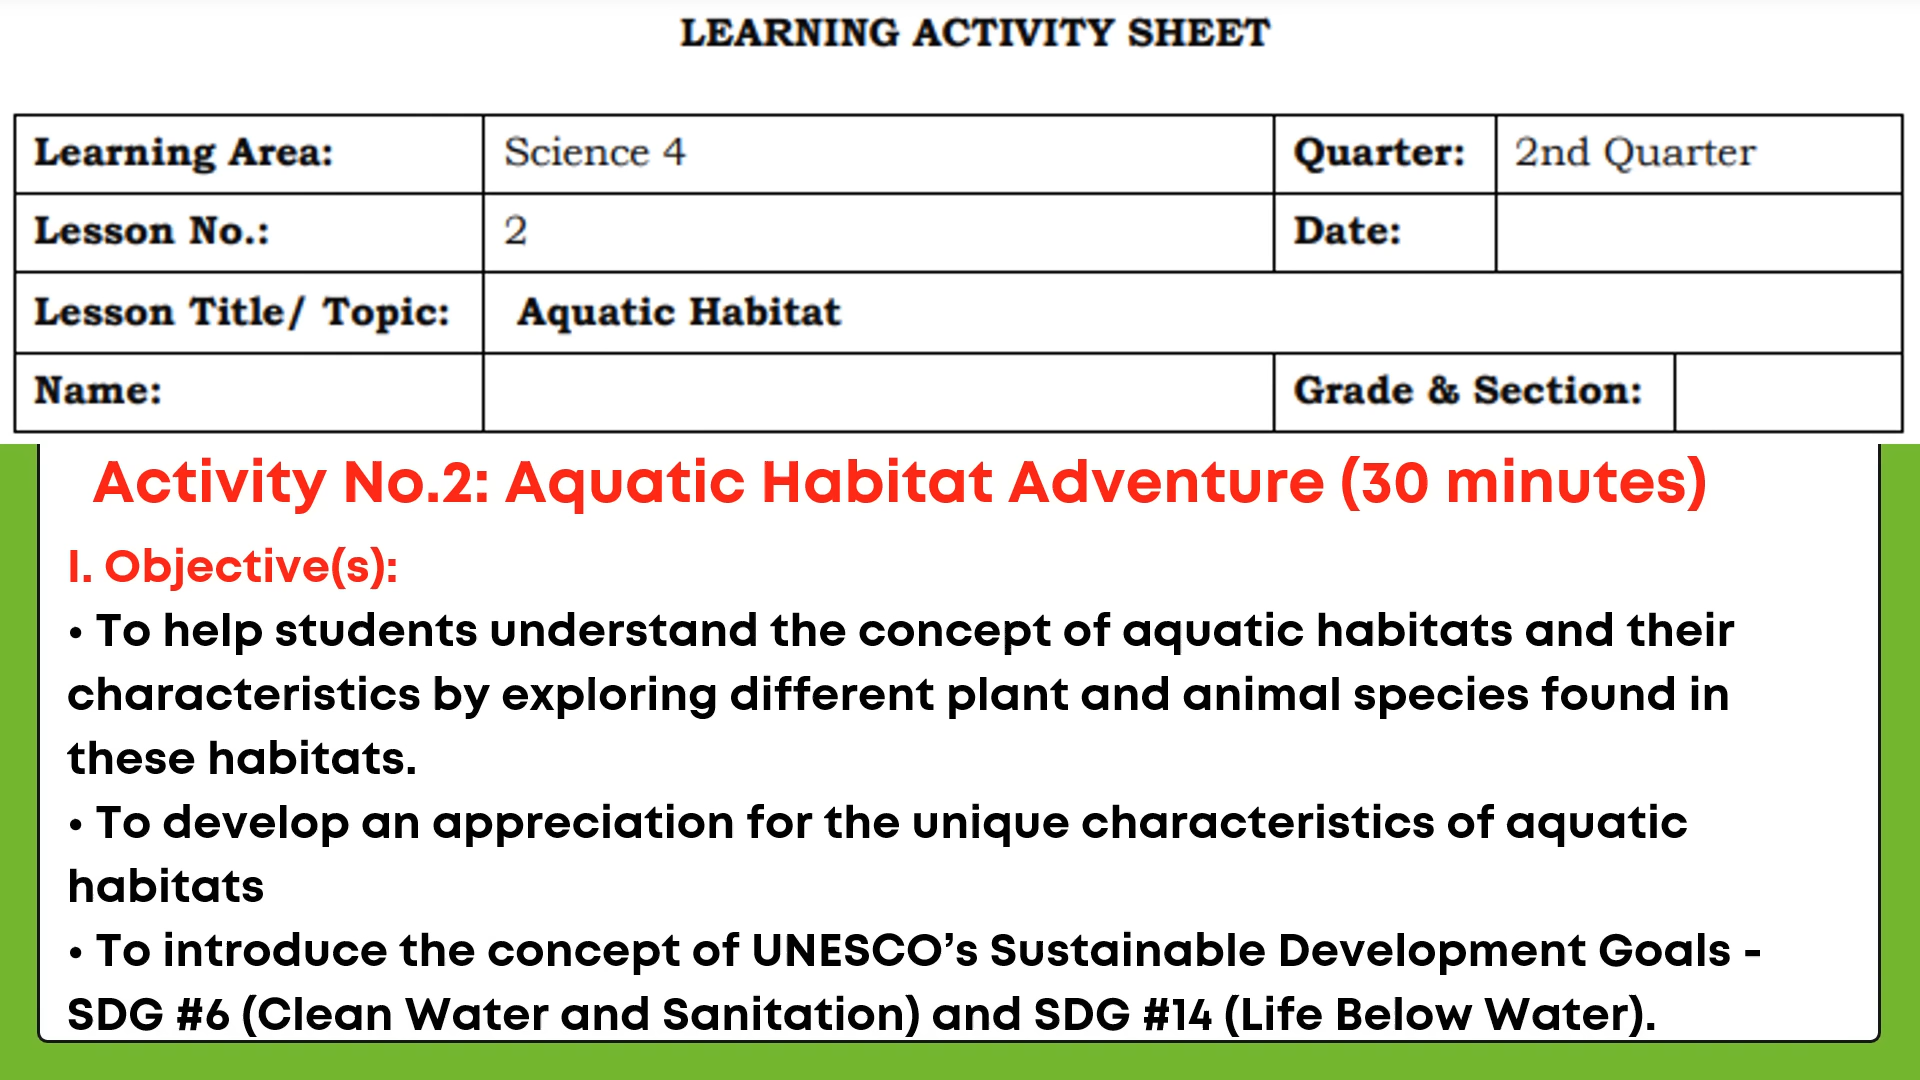 LEARNING ACTIVITY SHEET
Learning Area: Science 4 Quarter: 2nd Quarter
Lesson No.: 2 Date:
Lesson Title/ Topic: Aquatic Habitat
Name: Grade & Section:
Activity No.2: Aquatic Habitat Adventure (30 minutes)
I. Objective(s):
• To help students understand the concept of aquatic habitats and their
characteristics by exploring different plant and animal species found in
these habitats.
• To develop an appreciation for the unique characteristics of aquatic
habitats
• To introduce the concept of UNESCO’s Sustainable Development Goals -
SDG #6 (Clean Water and Sanitation) and SDG #14 (Life Below Water).